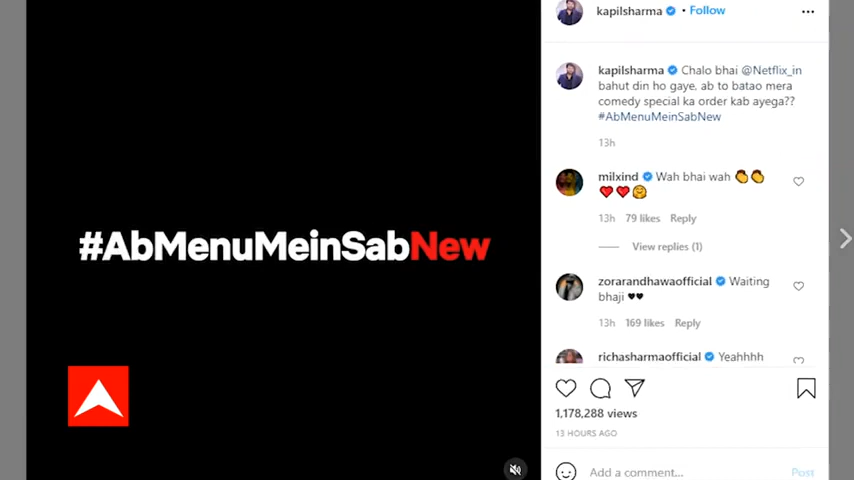 #AbMenuMeinSabNew
kapilsharma • Follow
kapilsharma Chalo bhai @Netflix_in
bahut din ho gaye, ab to batao mera
comedy special ka order kab ayega??
#AbMenuMeinSabNew
13h
milxind Wah bhai wah 👏👏
❤️❤️🤗
13h 79 likes Reply
View replies (1)
zorarandhawaofficial Waiting
bhaji ♥♥
13h 169 likes Reply
richasharmaofficial Yeahhhh
1,178,288 views
13 HOURS AGO
Add a comment... Post